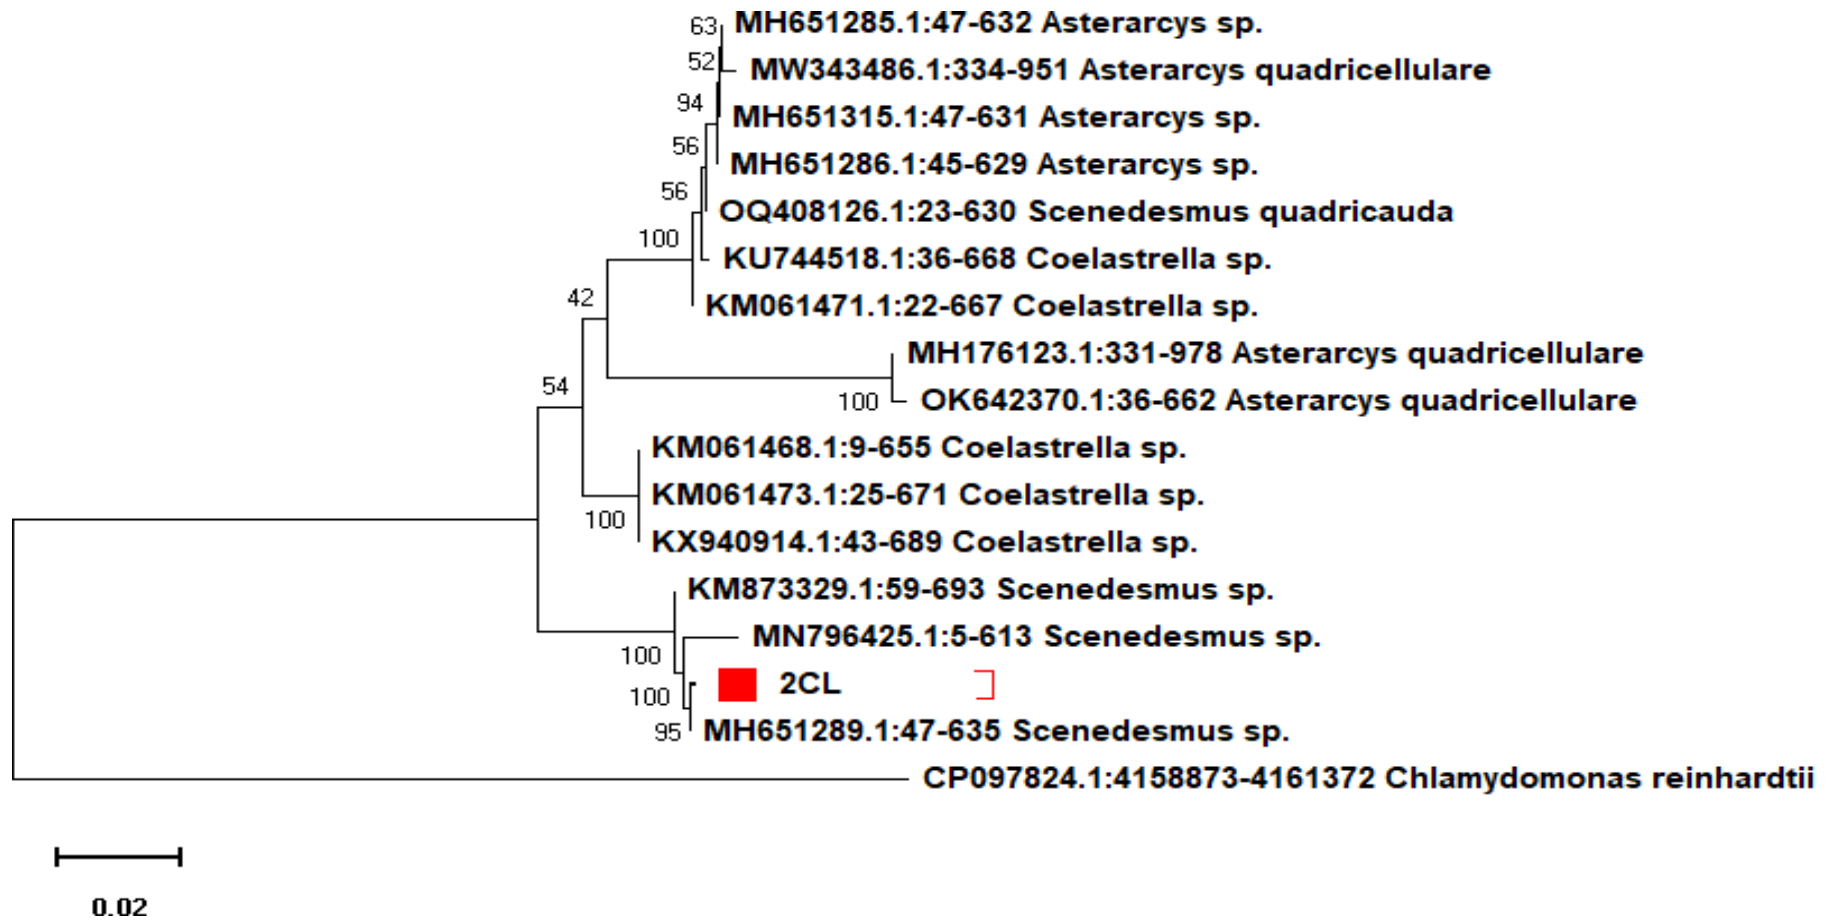 63
MH651285.1:47-632 Asterarcys sp.
52
MW343486.1:334-951 Asterarcys quadricellulare
94
MH651315.1:47-631 Asterarcys sp.
56
MH651286.1:45-629 Asterarcys sp.
56
OQ408126.1:23-630 Scenedesmus quadricauda
100
KU744518.1:36-668 Coelastrella sp.
42
KM061471.1:22-667 Coelastrella sp.
MH176123.1:331-978 Asterarcys quadricellulare
54
100
OK642370.1:36-662 Asterarcys quadricellulare
KM061468.1:9-655 Coelastrella sp.
KM061473.1:25-671 Coelastrella sp.
100
KX940914.1:43-689 Coelastrella sp.
KM873329.1:59-693 Scenedesmus sp.
MN796425.1:5-613 Scenedesmus sp.
100
2CL
100
95
MH651289.1:47-635 Scenedesmus sp.
CP097824.1:4158873-4161372 Chlamydomonas reinhardtii
0.02